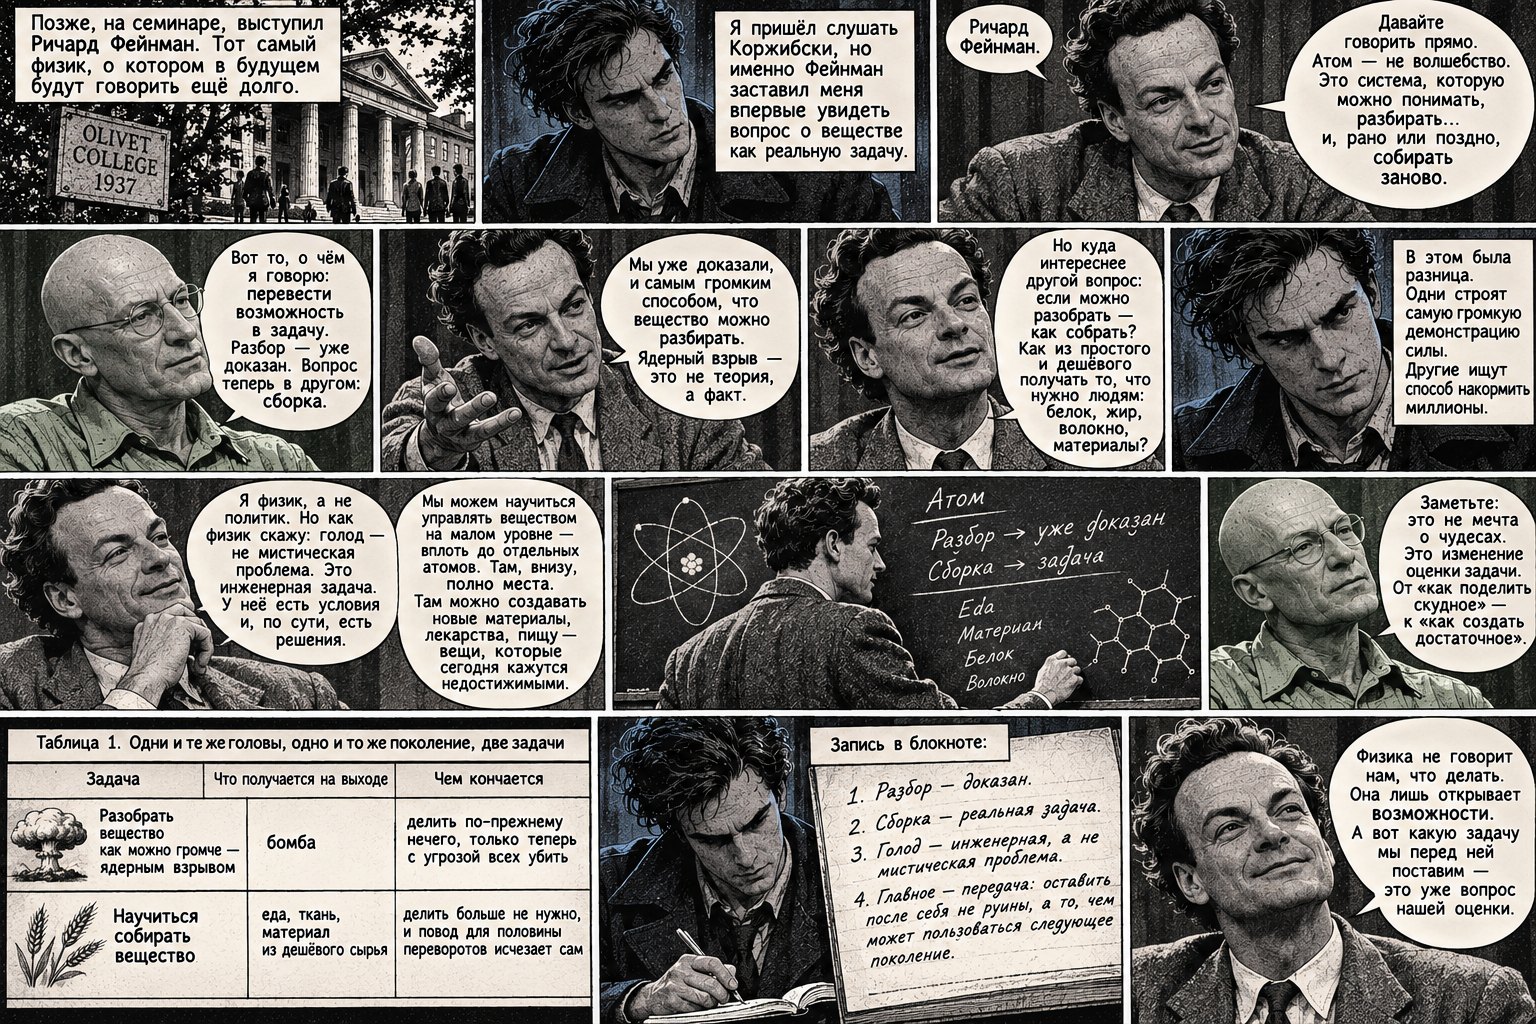 Позже, на семинаре, выступил
Ричард Фейнман. Тот самый
физик, о котором в будущем
будут говорить ещё долго.
OLIVET
COLLEGE
1937
Я пришёл слушать
Коржибски, но
именно Фейнман
заставил меня
впервые увидеть
вопрос о веществе
как реальную задачу.
Ричард
Фейнман.
Давайте
говорить прямо.
Атом — не волшебство.
Это система, которую
можно понимать,
разбирать...
и, рано или поздно,
собирать
заново.
Вот то, о чём
я говорю:
перевести
возможность
в задачу.
Разбор — уже
доказан. Вопрос
теперь в другом:
сборка.
Мы уже доказали,
и самым громким
способом, что
вещество можно
разбирать.
Ядерный взрыв —
это не теория,
а факт.
Но куда
интереснее
другой вопрос:
если можно
разобрать —
как собрать?
Как из простого
и дешёвого
получать то, что
нужно людям:
белок, жир,
волокно,
материалы?
В этом была
разница.
Одни строят
самую громкую
демонстрацию
силы.
Другие ищут
способ накормить
миллионы.
Я физик, а не
политик. Но как
физик скажу: голод —
не мистическая
проблема. Это
инженерная задача.
У неё есть условия
и, по сути, есть
решения.
Мы можем научиться
управлять веществом
на малом уровне —
вплоть до отдельных
атомов. Там, внизу,
полно места.
Там можно создавать
новые материалы,
лекарства, пищу —
вещи, которые
сегодня кажутся
недостижимыми.
Атом
Разбор → уже доказан
Сборка → задача
Еда
Материал
Белок
Волокно
Заметьте:
это не мечта
о чудесах.
Это изменение
оценки задачи.
От «как поделить
скудное» —
к «как создать
достаточное».
Таблица 1. Одни и те же головы, одно и то же поколение, две задачи
Задача
Что получается на выходе
Чем кончается
Разобрать
вещество
как можно громче —
ядерным взрывом
бомба
делить по-прежнему
нечего, только теперь
с угрозой всех убить
Научиться
собирать
вещество
еда, ткань,
материал
из дешёвого сырья
делить больше не нужно,
и повод для половины
переворотов исчезает сам
Запись в блокноте:
1. Разбор — доказан.
2. Сборка — реальная задача.
3. Голод — инженерная, а не
мистическая проблема.
4. Главное — передача: оставить
после себя не руины, а то, чем
может пользоваться следующее
поколение.
Физика не говорит
нам, что делать.
Она лишь открывает
возможности.
А вот какую задачу
мы перед ней
поставим —
это уже вопрос
нашей оценки.